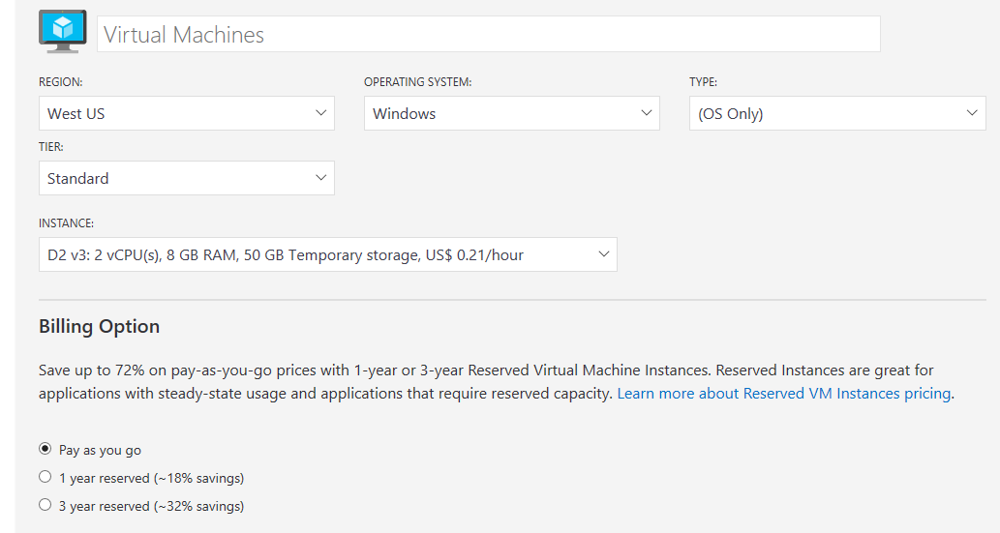 Virtual Machines
REGION:
OPERATING SYSTEM:
TYPE:
West US
Windows
(OS Only)
TIER:
Standard
INSTANCE:
D2 v3: 2 vCPU(s), 8 GB RAM, 50 GB Temporary storage, US$ 0.21/hour
Billing Option
Save up to 72% on pay-as-you-go prices with 1-year or 3-year Reserved Virtual Machine Instances. Reserved Instances are great for
applications with steady-state usage and applications that require reserved capacity. Learn more about Reserved VM Instances pricing.
Pay as you go
1 year reserved (~18% savings)
3 year reserved (~32% savings)